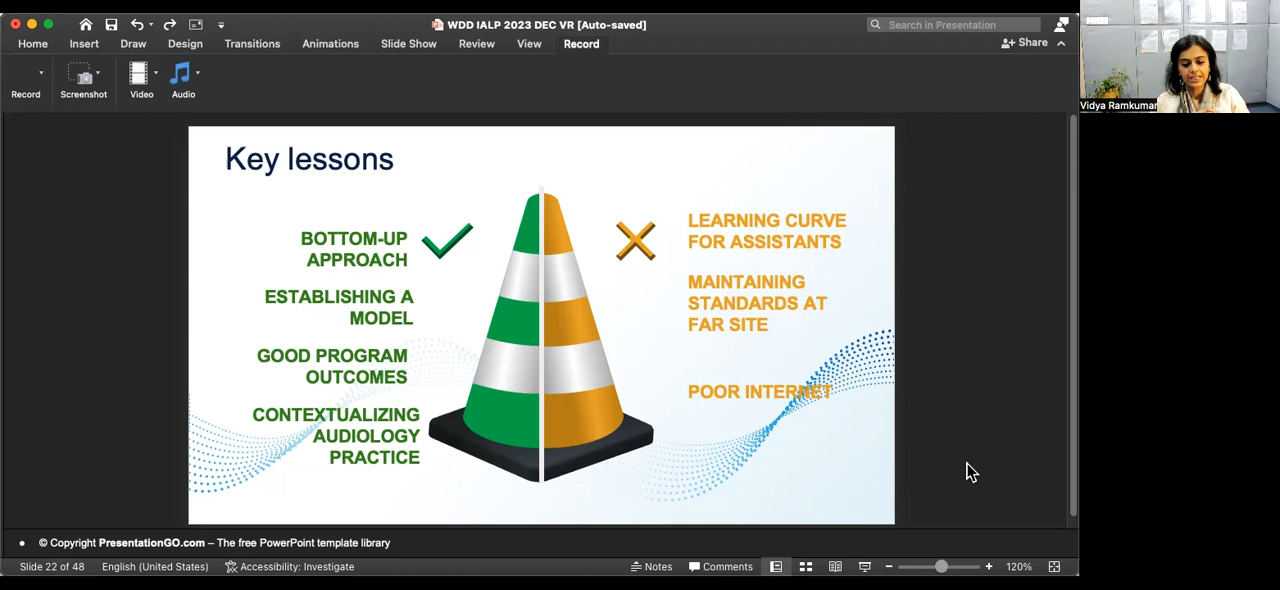 WDD IALP 2023 DEC VR [Auto-saved]
Search in Presentation
Home Insert Draw Design Transitions Animations Slide Show Review View Record
Share
Record Screenshot Video Audio
Vidya Ramkumar
Key lessons
BOTTOM-UP
APPROACH
ESTABLISHING A
MODEL
GOOD PROGRAM
OUTCOMES
CONTEXTUALIZING
AUDIOLOGY
PRACTICE
LEARNING CURVE
FOR ASSISTANTS
MAINTAINING
STANDARDS AT
FAR SITE
POOR INTERNET
© Copyright PresentationGO.com – The free PowerPoint template library
Slide 22 of 48 English (United States) Accessibility: Investigate Notes Comments 120%